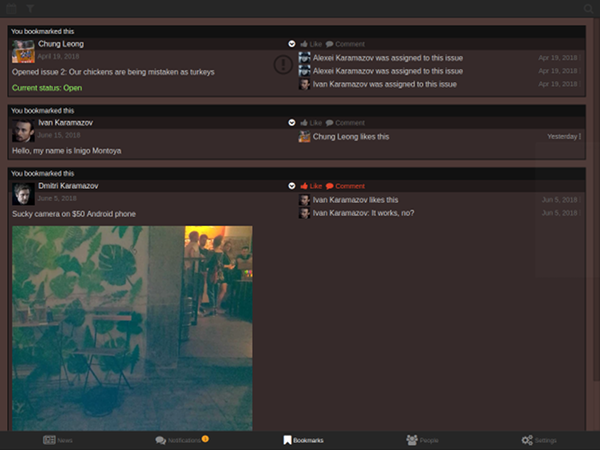 You bookmarked this
Chung Leong
Like Comment
April 19, 2018
Alexei Karamazov was assigned to this issue Apr 19, 2018
Opened issue 2: Our chickens are being mistaken as turkeys
Alexei Karamazov was assigned to this issue Apr 19, 2018
Current status: Open
Ivan Karamazov was assigned to this issue Apr 19, 2018
You bookmarked this
Ivan Karamazov
Like Comment
June 15, 2018
Chung Leong likes this Yesterday
Hello, my name is Inigo Montoya
You bookmarked this
Dmitri Karamazov
Like Comment
June 5, 2018
Ivan Karamazov likes this Jun 5, 2018
Sucky camera on $50 Android phone
Ivan Karamazov: It works, no? Jun 5, 2018
News Notifications Bookmarks People Settings